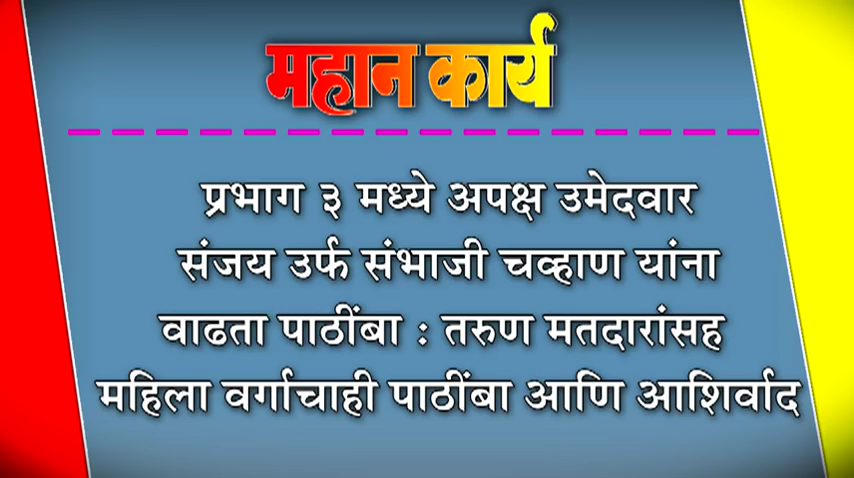 महान कार्य
प्रभाग ३ मध्ये अपक्ष उमेदवार
संजय उर्फ संभाजी चव्हाण यांना
वाढता पाठींबा : तरुण मतदारांसह
महिला वर्गाचाही पाठींबा आणि आशिर्वाद